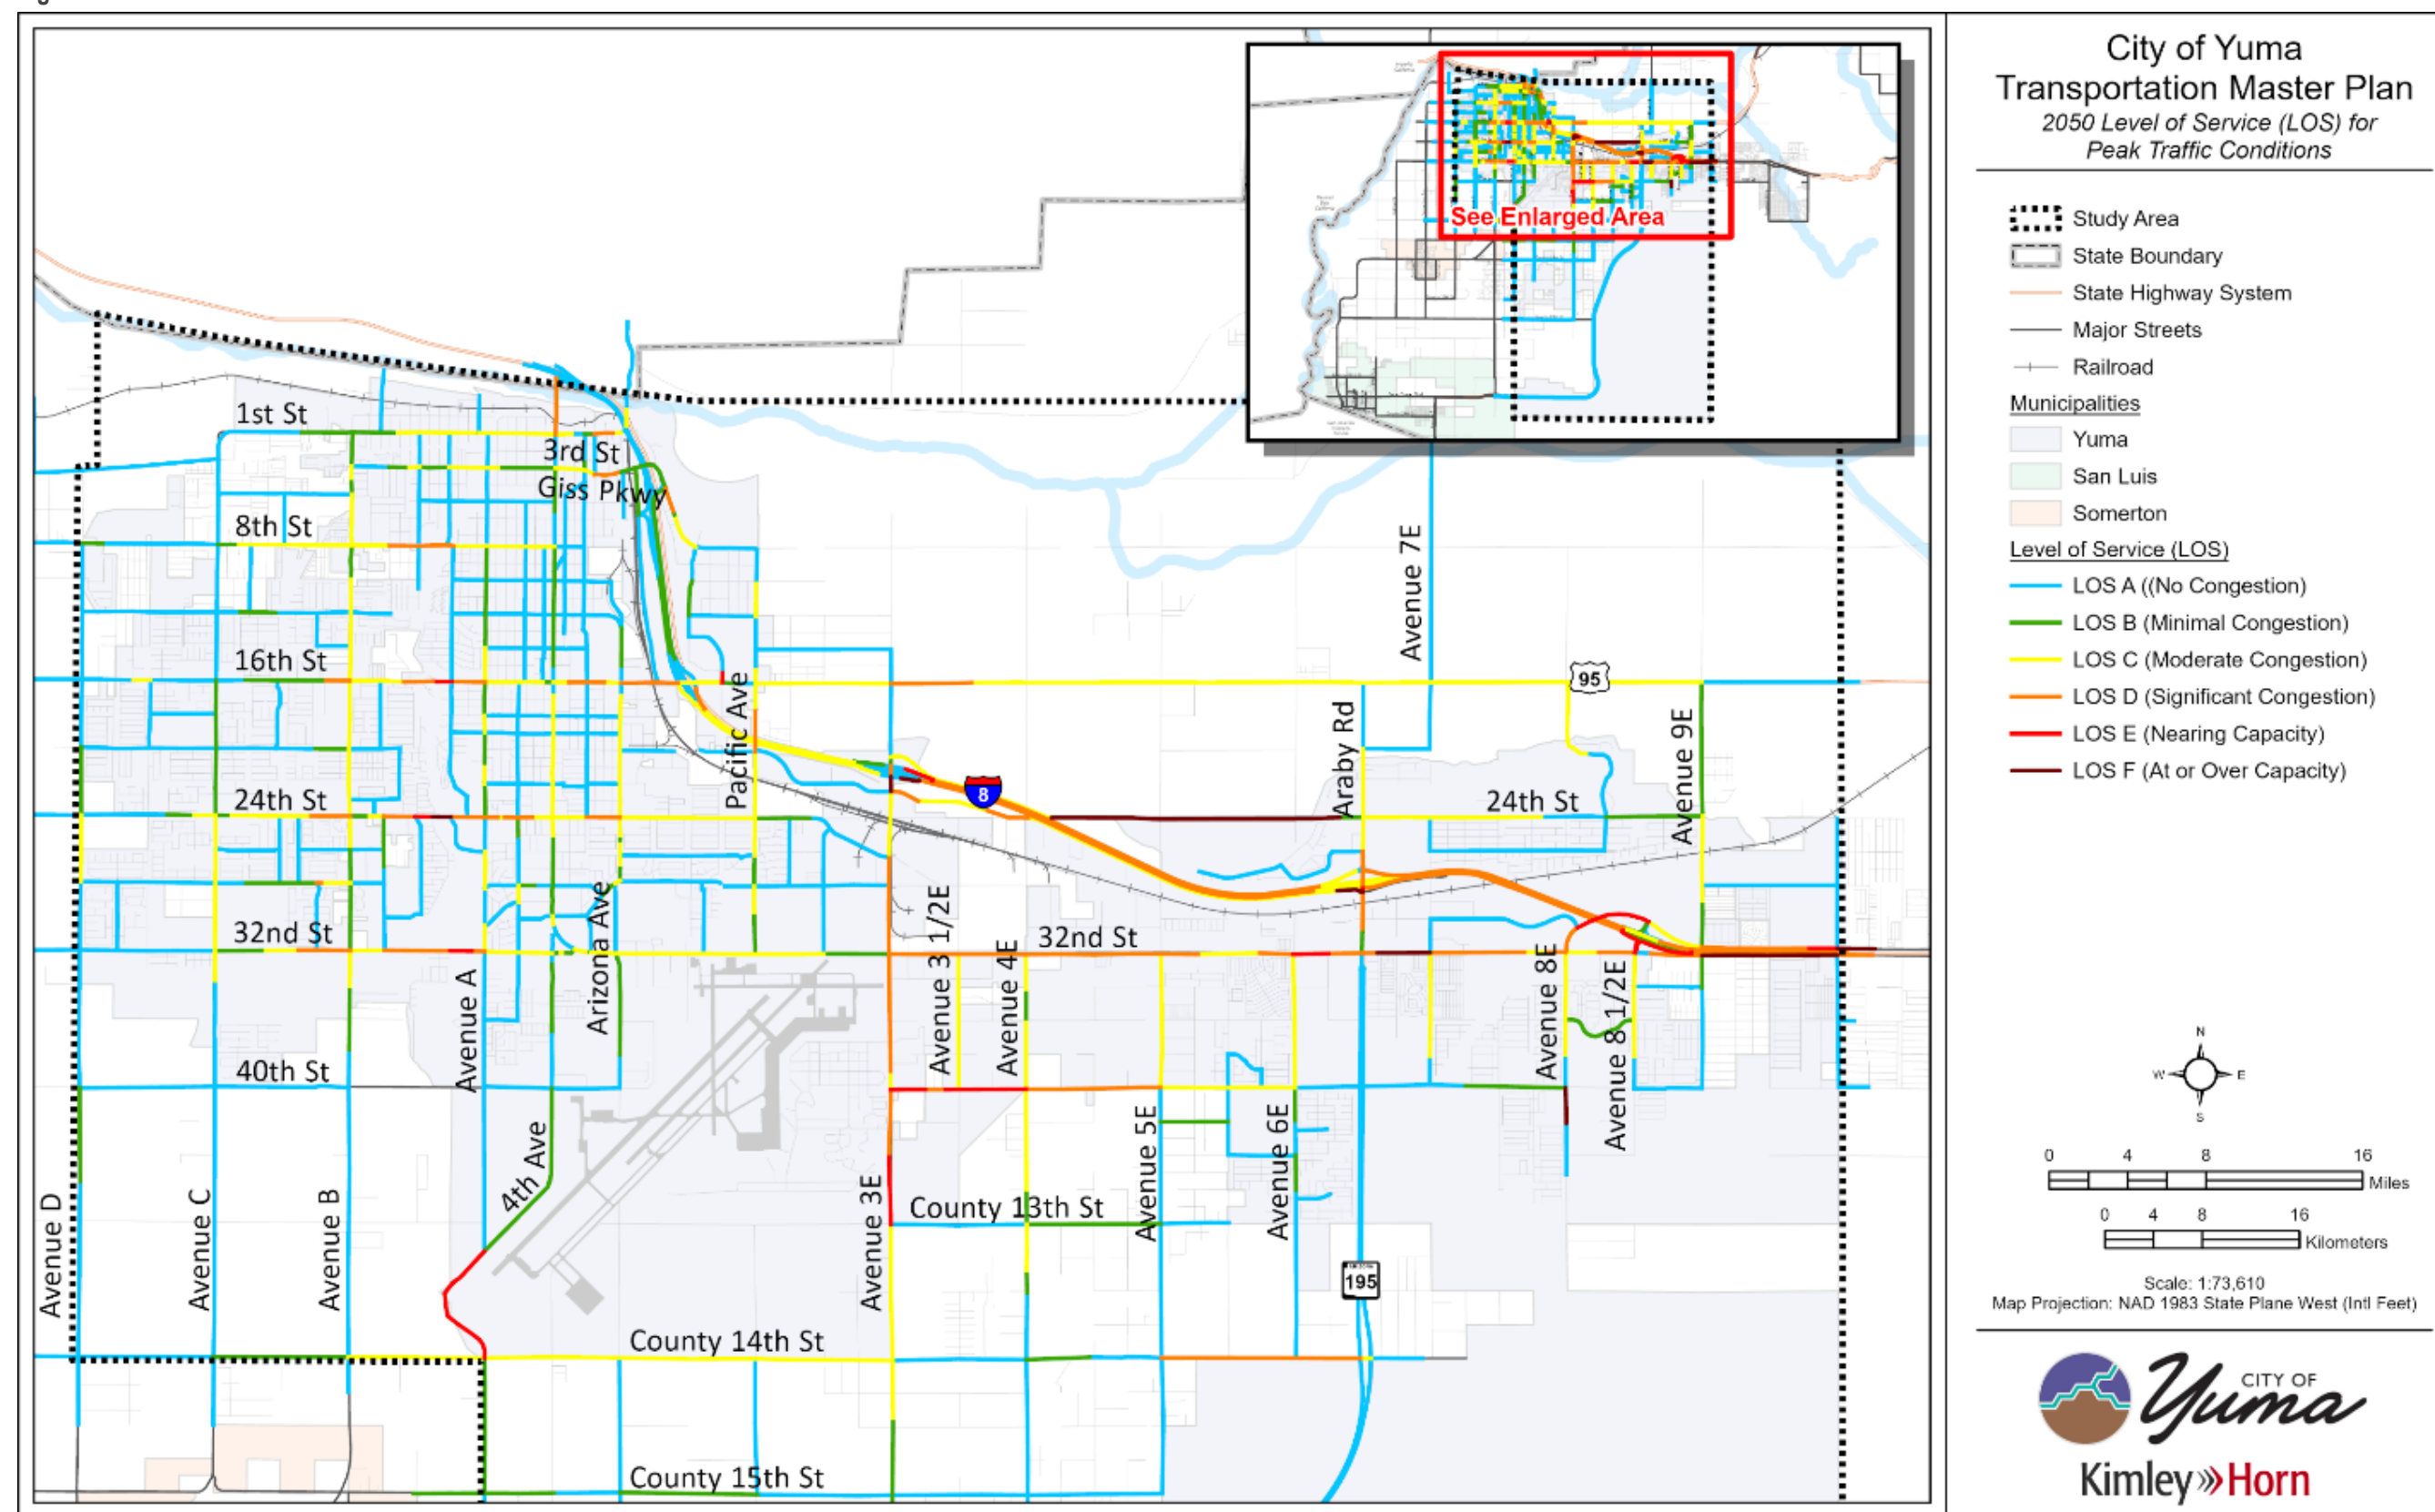 1st St
3rd St
Giss Pkwy
8th St
16th St
24th St
32nd St
40th St
Avenue D
Avenue C
Avenue B
Avenue A
4th Ave
Arizona Ave
Pacific Ave
Avenue 3E
Avenue 3 1/2E
Avenue 4E
Avenue 5E
Avenue 6E
Araby Rd
Avenue 7E
Avenue 8E
Avenue 8 1/2E
Avenue 9E
95
8
24th St
32nd St
195
County 13th St
County 14th St
County 15th St
See Enlarged Area
City of Yuma
Transportation Master Plan
2050 Level of Service (LOS) for
Peak Traffic Conditions
Study Area
State Boundary
State Highway System
Major Streets
Railroad
Municipalities
Yuma
San Luis
Somerton
Level of Service (LOS)
LOS A ((No Congestion)
LOS B (Minimal Congestion)
LOS C (Moderate Congestion)
LOS D (Significant Congestion)
LOS E (Nearing Capacity)
LOS F (At or Over Capacity)
N
W E
S
0 4 8 16
Miles
0 4 8 16
Kilometers
Scale: 1:73,610
Map Projection: NAD 1983 State Plane West (Intl Feet)
CITY OF
Yuma
Kimley»Horn